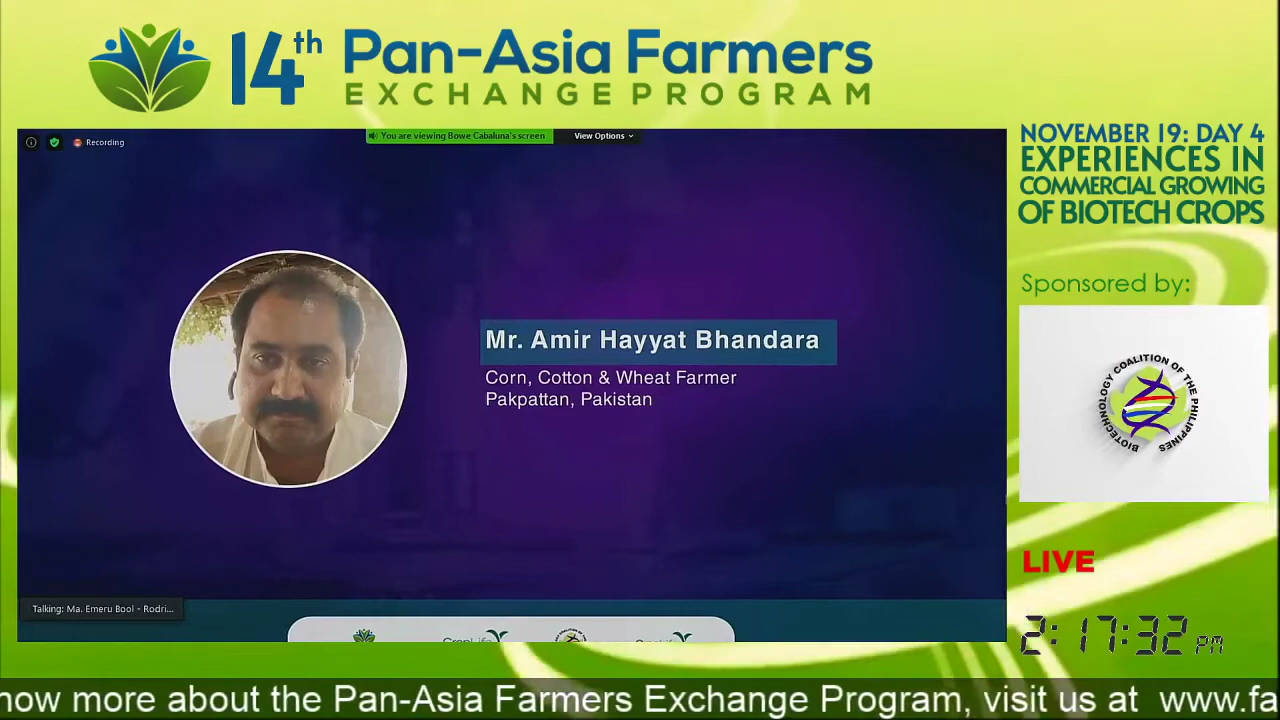 14th Pan-Asia Farmers
EXCHANGE PROGRAM
Recording
You are viewing Bowe Cabaluna's screen
View Options
NOVEMBER 19: DAY 4
EXPERIENCES IN
COMMERCIAL GROWING
OF BIOTECH CROPS
Sponsored by:
BIOTECHNOLOGY COALITION OF THE PHILIPPINES
Mr. Amir Hayyat Bhandara
Corn, Cotton & Wheat Farmer
Pakpattan, Pakistan
LIVE
Talking: Ma. Emeru Bool - Rodri...
2:17:32 PM
now more about the Pan-Asia Farmers Exchange Program, visit us at www.fa